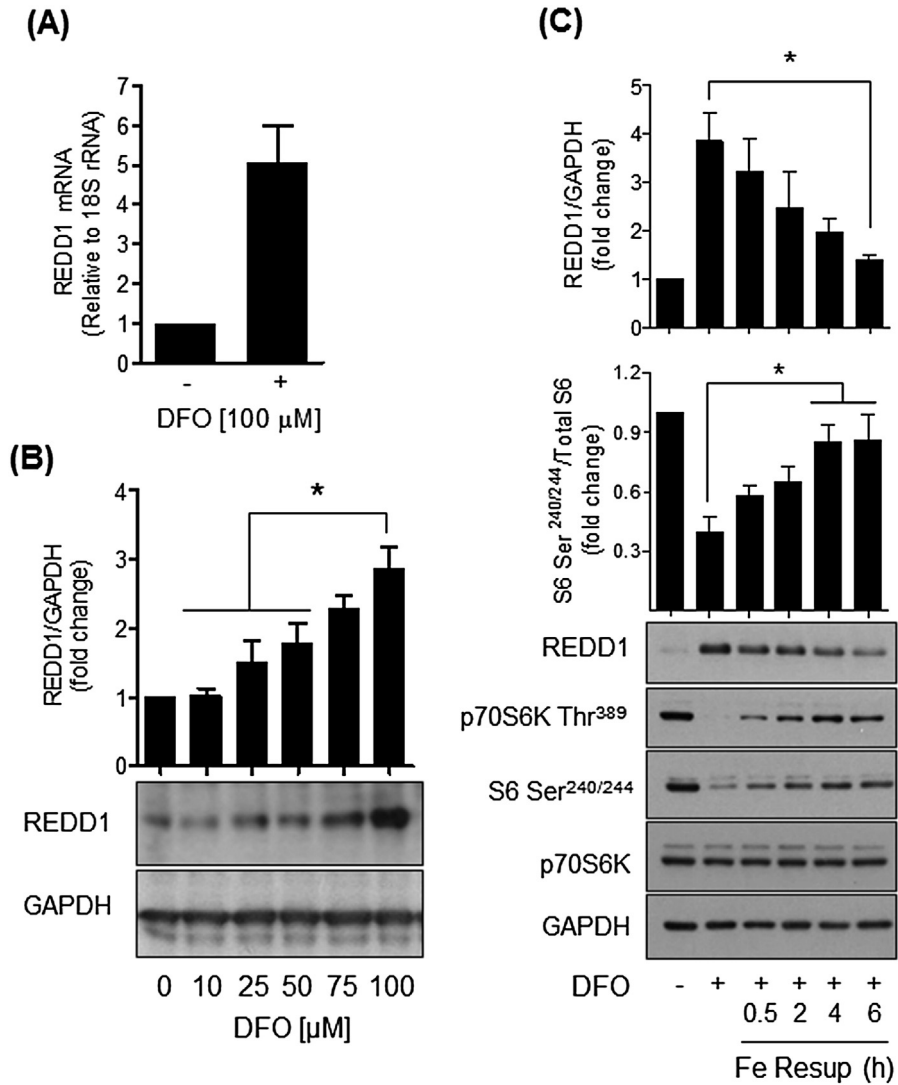 (A)
REDD1 mRNA
(Relative to 18S rRNA)
7
6
5
4
3
2
1
0
- +
DFO [100 µM]
(B)
REDD1/GAPDH
(fold change)
4
3
2
1
0
*
REDD1
GAPDH
0 10 25 50 75 100
DFO [µM]
(C)
REDD1/GAPDH
(fold change)
5
4
3
2
1
0
*
S6 Ser240/244/Total S6
(fold change)
1.2
0.9
0.6
0.3
*
REDD1
p70S6K Thr389
S6 Ser240/244
p70S6K
GAPDH
DFO - + + + + +
0.5 2 4 6
Fe Resup (h)